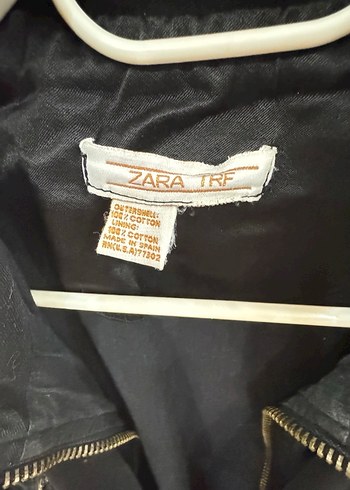 ZARA TRF
OUTERSHELL:
100% COTTON
LINING:
100% COTTON
MADE IN SPAIN
RN(U.S.A)77302